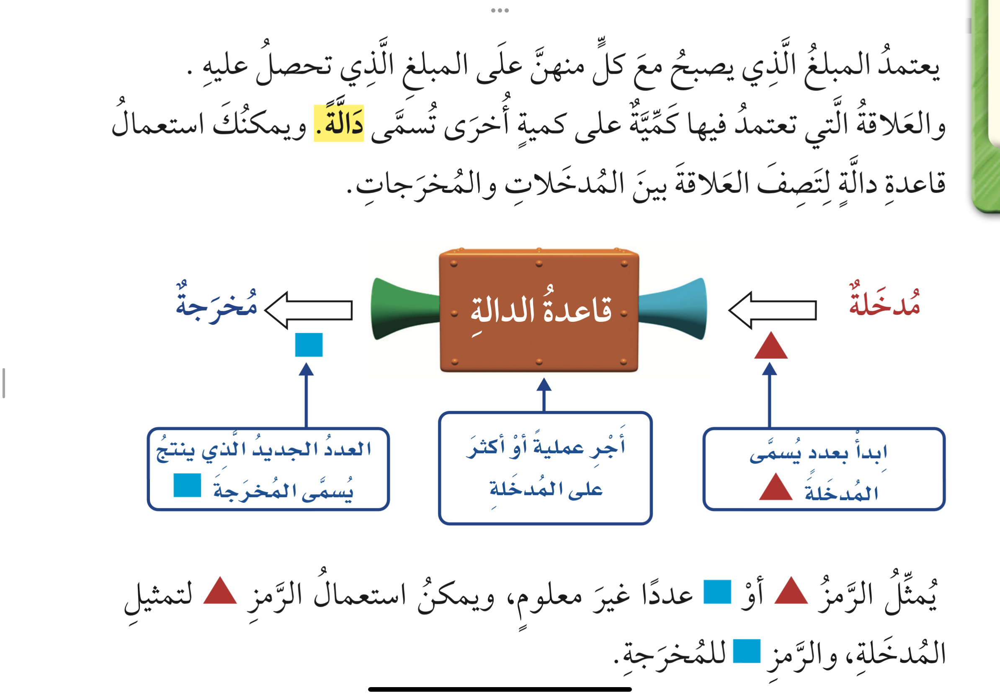 يعتمدُ المبلغُ الَّذِي يصبحُ معَ كلٍّ منهنَّ علَى المبلغِ الَّذِي تحصلُ عليهِ .
والعَلاقةُ الَّتي تعتمدُ فيها كَمِّيَّةٌ على كميةٍ أُخرَى تُسمَّى دَالَّةً. ويمكنُكَ استعمالُ
قاعدةِ دالَّةٍ لِتَصِفَ العَلاقةَ بينَ المُدخَلاتِ والمُخرَجاتِ.
مُدخَلةٌ
قاعدةُ الدالةِ
مُخرَجةٌ
اِبدأْ بعددٍ يُسمَّى
المُدخَلةَ
أَجْرِ عمليةً أوْ أكثرَ
على المُدخَلةِ
العددُ الجديدُ الَّذِي ينتجُ
يُسمَّى المُخرَجةَ
يُمثِّلُ الرَّمزُ ▲ أوْ ■ عددًا غيرَ معلومٍ، ويمكنُ استعمالُ الرَّمزِ ▲ لتمثيلِ
المُدخَلةِ، والرَّمزِ ■ للمُخرَجةِ.